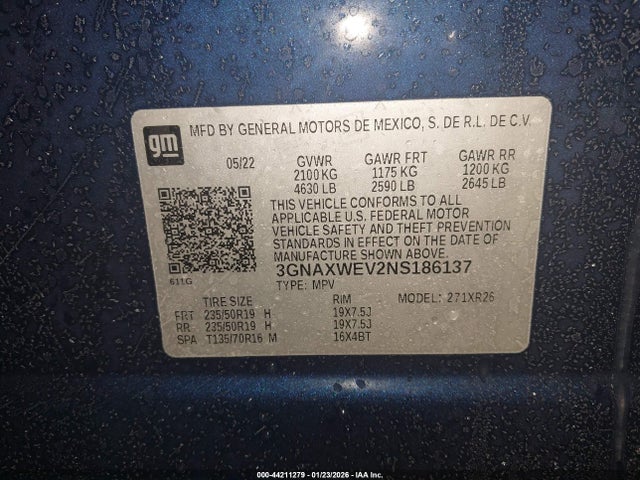 gm
MFD BY GENERAL MOTORS DE MEXICO, S. DE R.L. DE C.V.
05/22 GVWR GAWR FRT GAWR RR
2100 KG 1175 KG 1200 KG
4630 LB 2590 LB 2645 LB
THIS VEHICLE CONFORMS TO ALL
APPLICABLE U.S. FEDERAL MOTOR
VEHICLE SAFETY AND THEFT PREVENTION
STANDARDS IN EFFECT ON THE DATE OF
MANUFACTURE SHOWN ABOVE.
3GNAXWEV2NS186137
611G TYPE: MPV MODEL: 271XR26
TIRE SIZE RIM
FRT 235/50R19 H 19X7.5J
RR 235/50R19 H 19X7.5J
SPA T135/70R16 M 16X4BT
000-44211279 - 01/23/2026 - IAA Inc.